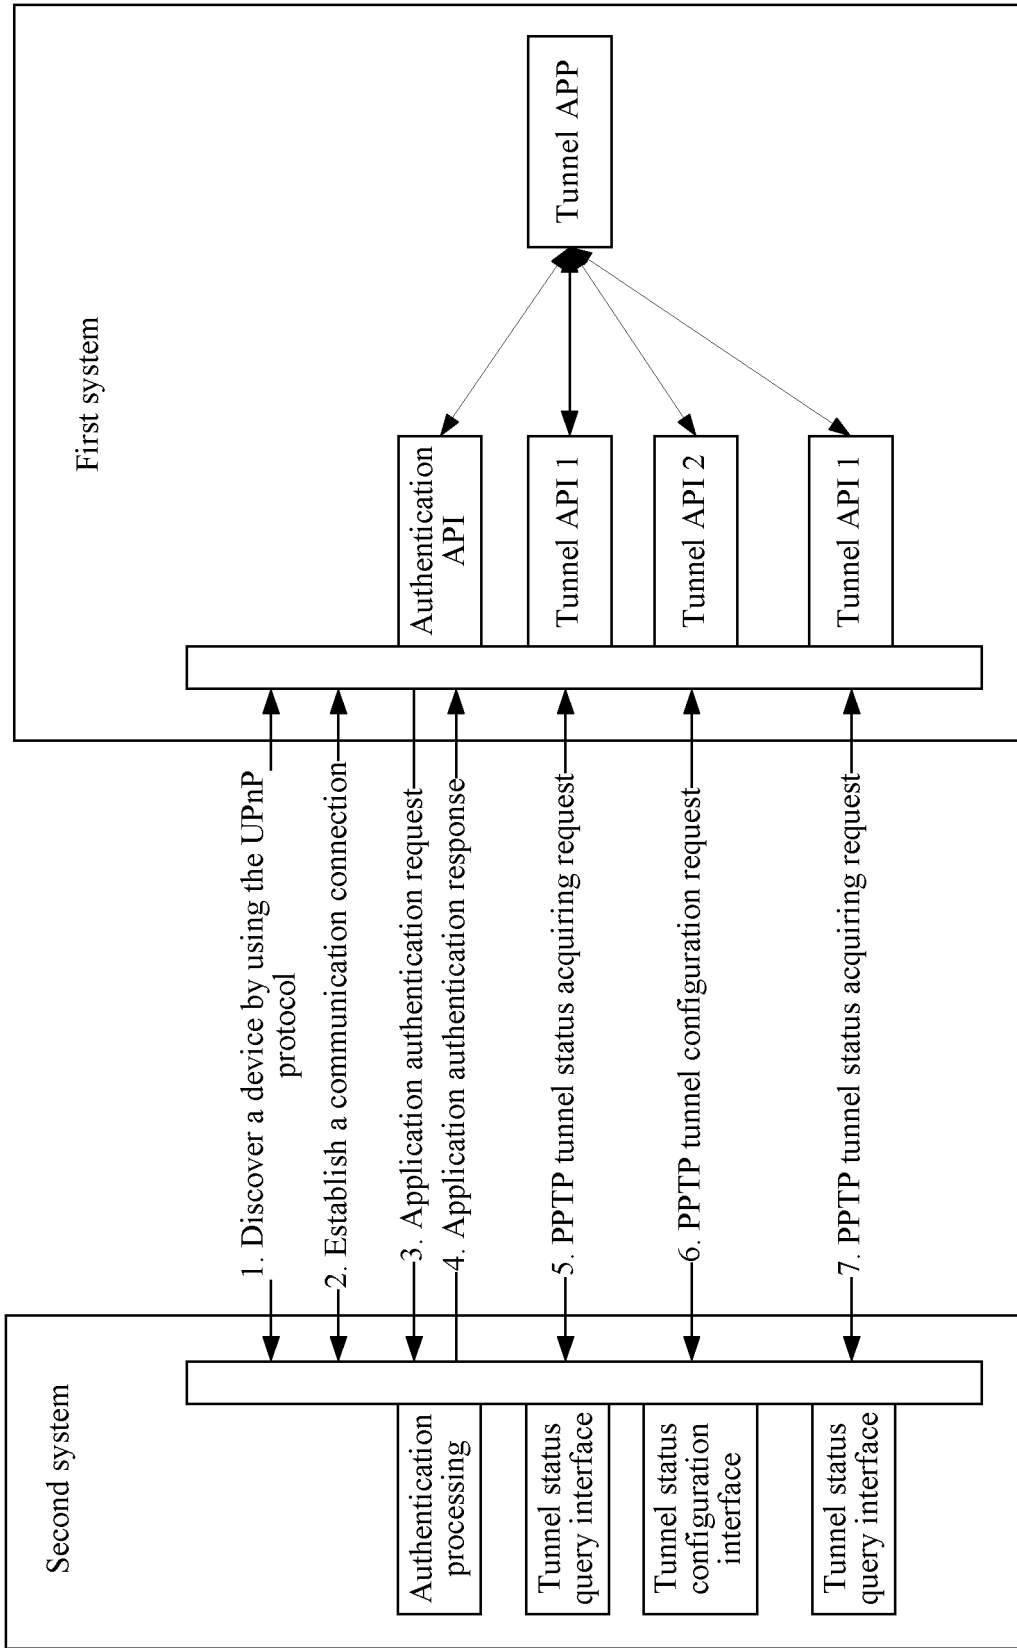 Second system
First system
1. Discover a device by using the UPnP
protocol
2. Establish a communication connection
3. Application authentication request
4. Application authentication response
5. PPTP tunnel status acquiring request
6. PPTP tunnel configuration request
7. PPTP tunnel status acquiring request
Authentication
processing
Tunnel status
query interface
Tunnel status
configuration
interface
Tunnel status
query interface
Authentication
API
Tunnel API 1
Tunnel API 2
Tunnel API 1
Tunnel APP